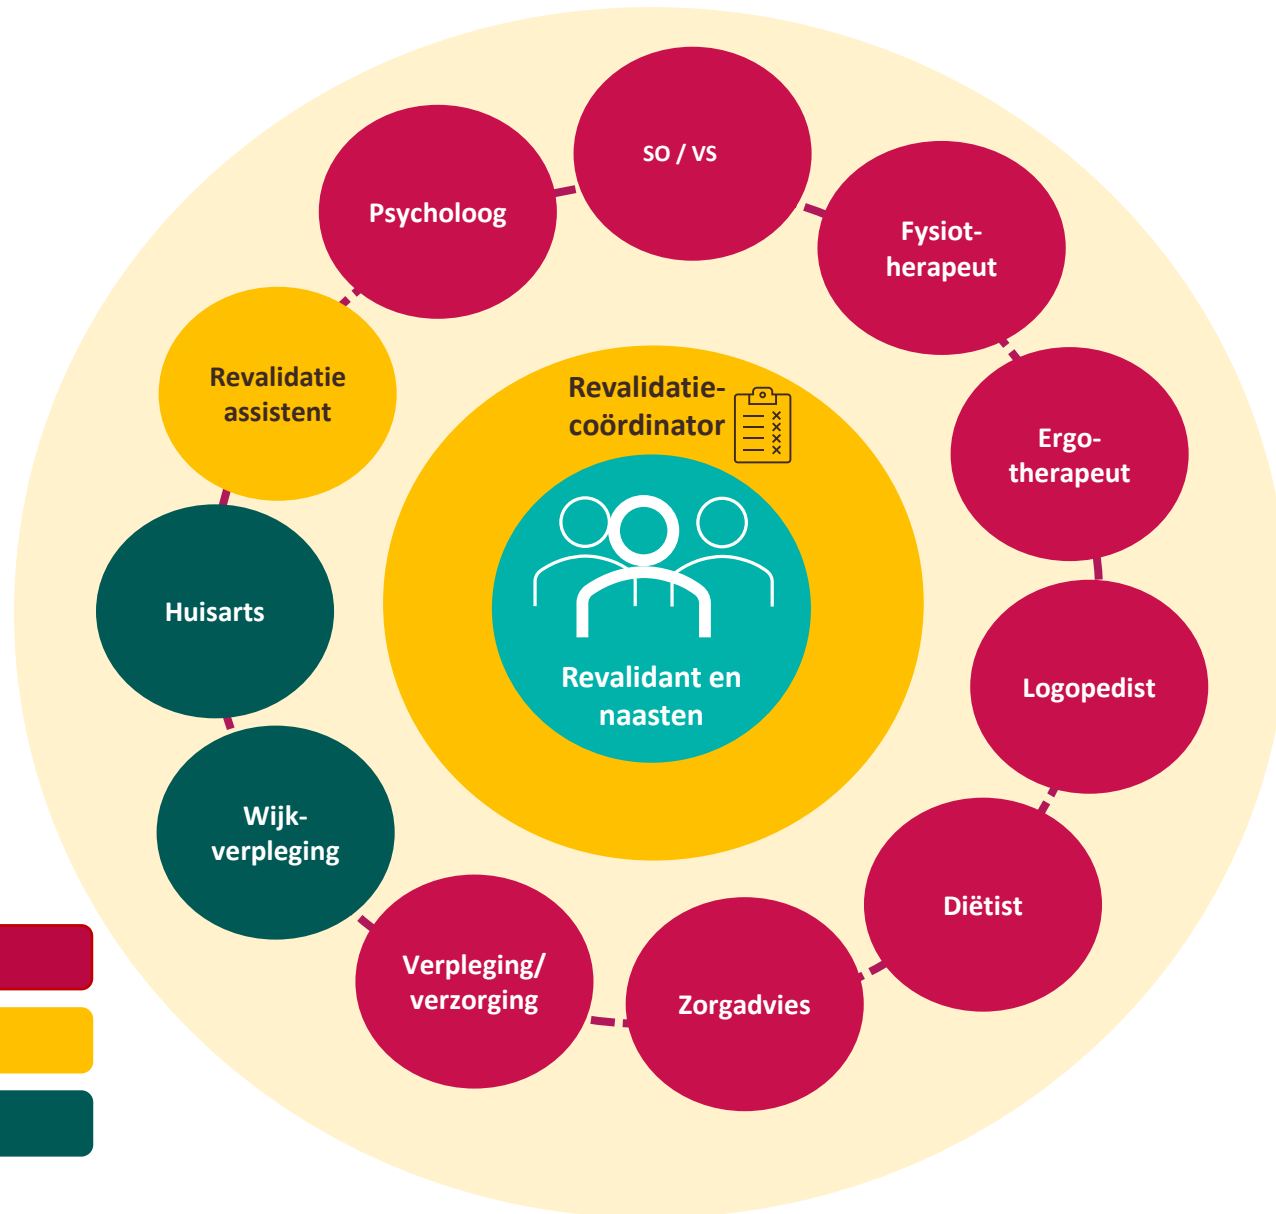 SO / VS
Psycholoog
Fysiot-
herapeut
Revalidatie
assistent
Revalidatie-
coördinator
Ergo-
therapeut
Huisarts
Revalidant en
naasten
Logopedist
Wijk-
verpleging
Diëtist
Verpleging/
verzorging
Zorgadvies